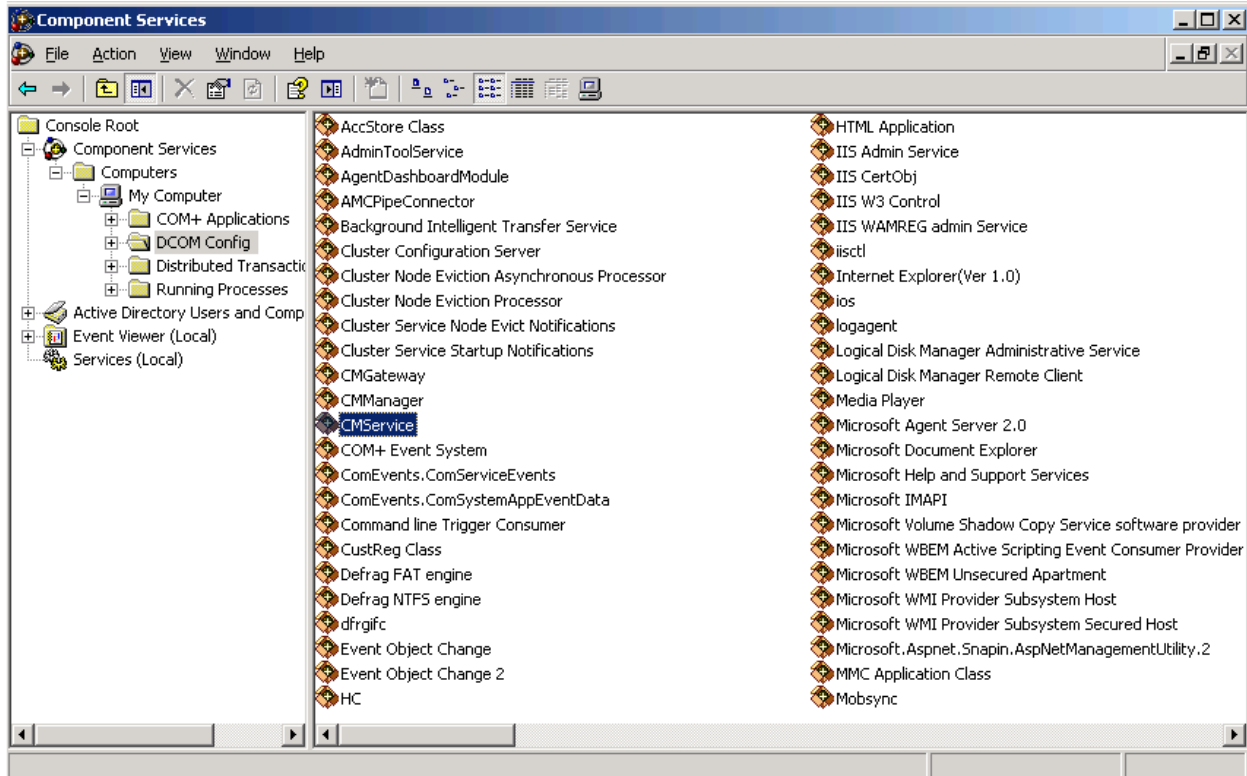 Component Services
File Action View Window Help
Console Root
Component Services
Computers
My Computer
COM+ Applications
DCOM Config
Distributed Transactic
Running Processes
Active Directory Users and Comp
Event Viewer (Local)
Services (Local)
AccStore Class
AdminToolService
AgentDashboardModule
AMCPipeConnector
Background Intelligent Transfer Service
Cluster Configuration Server
Cluster Node Eviction Asynchronous Processor
Cluster Node Eviction Processor
Cluster Service Node Evict Notifications
Cluster Service Startup Notifications
CMGateway
CMManager
CMService
COM+ Event System
ComEvents.ComServiceEvents
ComEvents.ComSystemAppEventData
Command line Trigger Consumer
CustReg Class
Defrag FAT engine
Defrag NTFS engine
dfrgifc
Event Object Change
Event Object Change 2
HC
HTML Application
IIS Admin Service
IIS CertObj
IIS W3 Control
IIS WAMREG admin Service
iisctl
Internet Explorer(Ver 1.0)
ios
logagent
Logical Disk Manager Administrative Service
Logical Disk Manager Remote Client
Media Player
Microsoft Agent Server 2.0
Microsoft Document Explorer
Microsoft Help and Support Services
Microsoft IMAPI
Microsoft Volume Shadow Copy Service software provider
Microsoft WBEM Active Scripting Event Consumer Provider
Microsoft WBEM Unsecured Apartment
Microsoft WMI Provider Subsystem Host
Microsoft WMI Provider Subsystem Secured Host
Microsoft.Aspnet.Snapin.AspNetManagementUtility.2
MMC Application Class
Mobsync